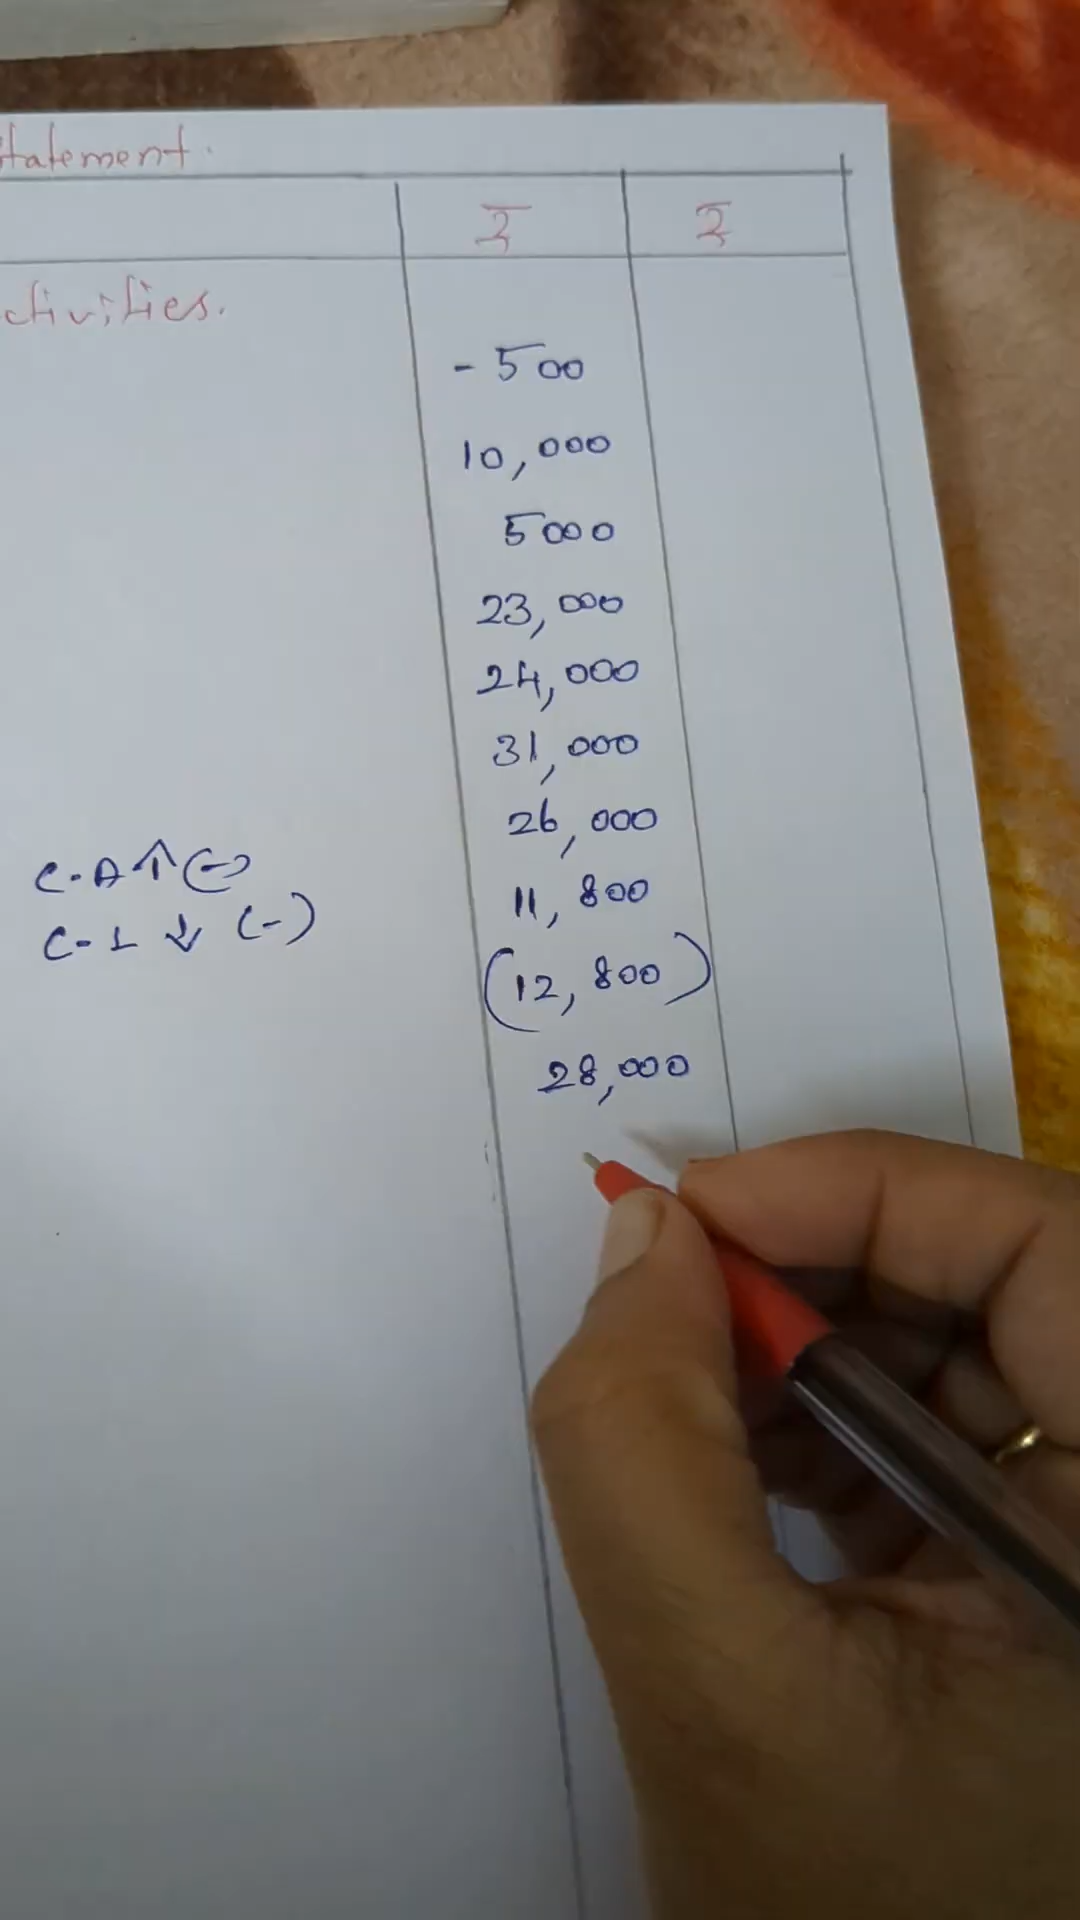 tatement.
₹ ₹
ctivities.
- 500
10,000
5000
23,000
24,000
31,000
26,000
C-A↑(-)
11,800
C-L ↓ (-)
(12,800)
28,000